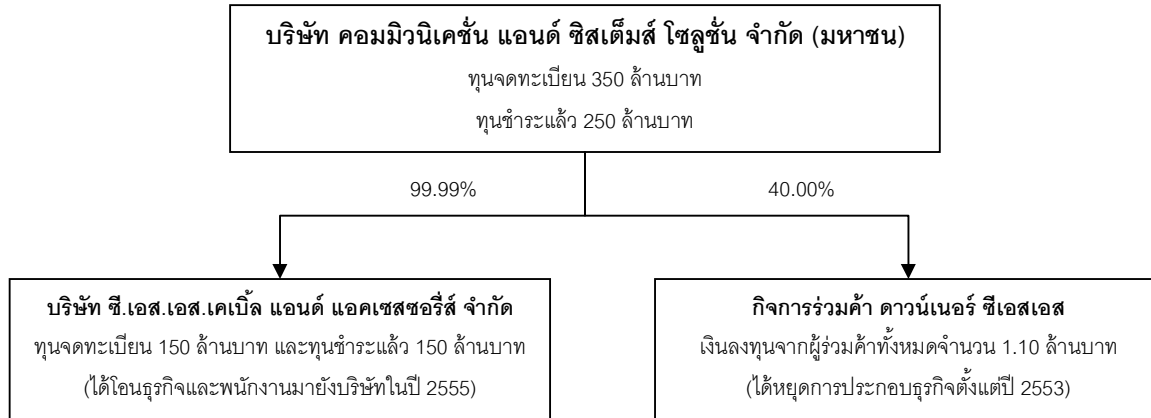 บริษัท คอมมิวนิเคชั่น แอนด์ ซิสเต็มส์ โซลูชั่น จำกัด (มหาชน)
ทุนจดทะเบียน 350 ล้านบาท
ทุนชำระแล้ว 250 ล้านบาท
99.99%
40.00%
บริษัท ซี.เอส.เอส.เคเบิ้ล แอนด์ แอคเซสซอรี่ส์ จำกัด
ทุนจดทะเบียน 150 ล้านบาท และทุนชำระแล้ว 150 ล้านบาท
(ได้โอนธุรกิจและพนักงานมายังบริษัทในปี 2555)
กิจการร่วมค้า ดาวน์เนอร์ ซีเอสเอส
เงินลงทุนจากผู้ร่วมค้าทั้งหมดจำนวน 1.10 ล้านบาท
(ได้หยุดการประกอบธุรกิจตั้งแต่ปี 2553)